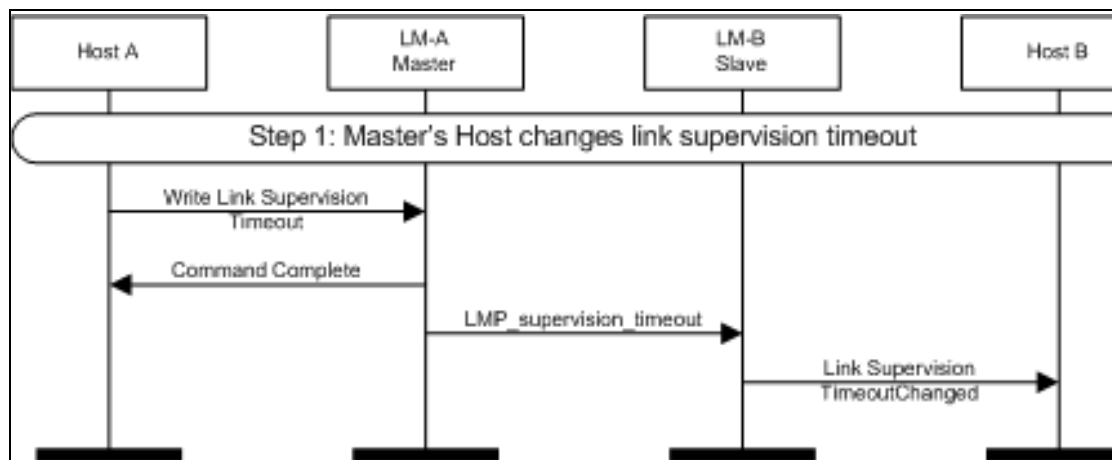 Host A
LM-A
Master
LM-B
Slave
Host B
Step 1: Master's Host changes link supervision timeout
Write Link Supervision
Timeout
Command Complete
LMP_supervision_timeout
Link Supervision
TimeoutChanged